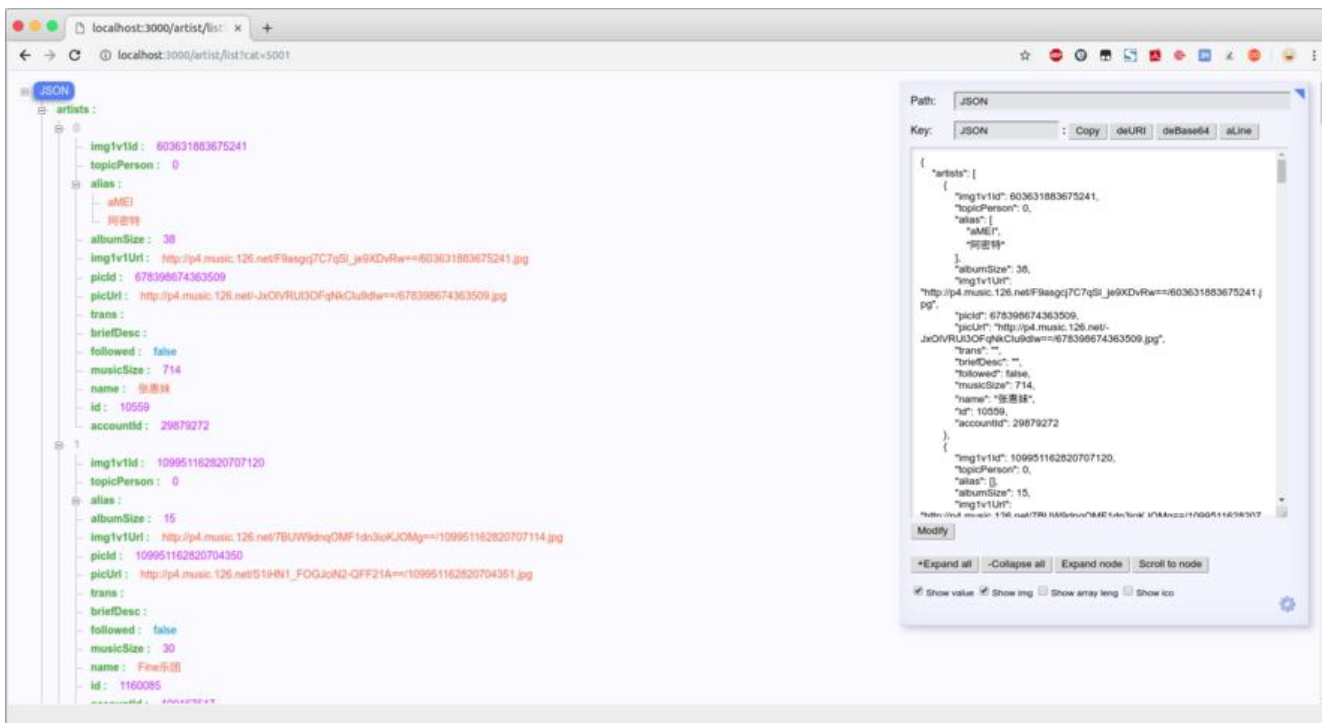 localhost:3000/artist/list
localhost:3000/artist/list?cat=5001
JSON
artists :
0
img1v1Id : 603631883675241
topicPerson : 0
alias :
aMEI
阿密特
albumSize : 38
img1v1Url : http://p4.music.126.net/F9asgcj7C7qSl_je9XDvRw==/603631883675241.jpg
picId : 678398674363509
picUrl : http://p4.music.126.net/-JxOlVRUI3OFqNkCIu9dlw==/678398674363509.jpg
trans :
briefDesc :
followed : false
musicSize : 714
name : 张惠妹
id : 10559
accountId : 29879272
1
img1v1Id : 109951162820707120
topicPerson : 0
alias :
albumSize : 15
img1v1Url : http://p4.music.126.net/7BUW9dnqOMF1dn3ioKJOMg==/109951162820707114.jpg
picId : 109951162820704350
picUrl : http://p4.music.126.net/S1iHN1_FOGJciN2-QFF21A==/109951162820704351.jpg
trans :
briefDesc :
followed : false
musicSize : 30
name : Fine乐团
id : 1160085
Path: JSON
Key: JSON : Copy deURI deBase64 aLine
{
"artists": [
{
"img1v1Id": 603631883675241,
"topicPerson": 0,
"alias": [
"aMEI",
"阿密特"
],
"albumSize": 38,
"img1v1Url":
"http://p4.music.126.net/F9asgcj7C7qSl_je9XDvRw==/603631883675241.j
pg",
"picId": 678398674363509,
"picUrl": "http://p4.music.126.net/-
JxOlVRUI3OFqNkCIu9dlw==/678398674363509.jpg",
"trans": "",
"briefDesc": "",
"followed": false,
"musicSize": 714,
"name": "张惠妹",
"id": 10559,
"accountId": 29879272
},
{
"img1v1Id": 109951162820707120,
"topicPerson": 0,
"alias": [],
"albumSize": 15,
"img1v1Url":
Modify
+Expand all -Collapse all Expand node Scroll to node
Show value Show img Show array leng Show ico